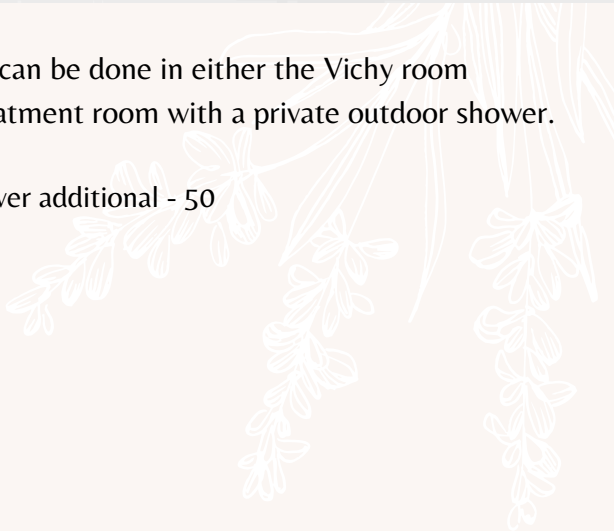 can be done in either the Vichy room
atment room with a private outdoor shower.
ver additional - 50